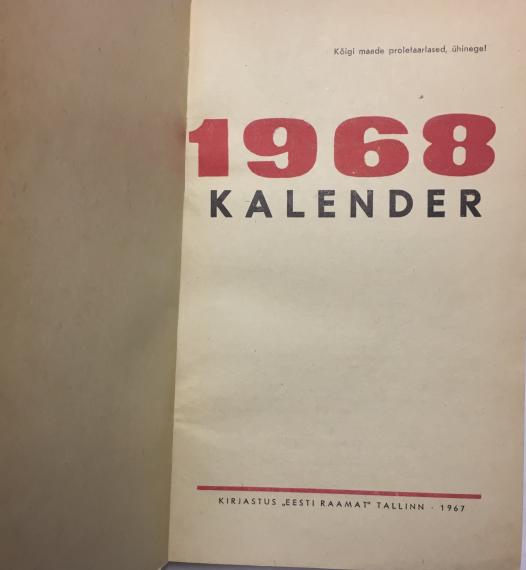 Kõigi maade proletaarlased, ühinege!
1968
KALENDER
KIRJASTUS „EESTI RAAMAT" TALLINN · 1967